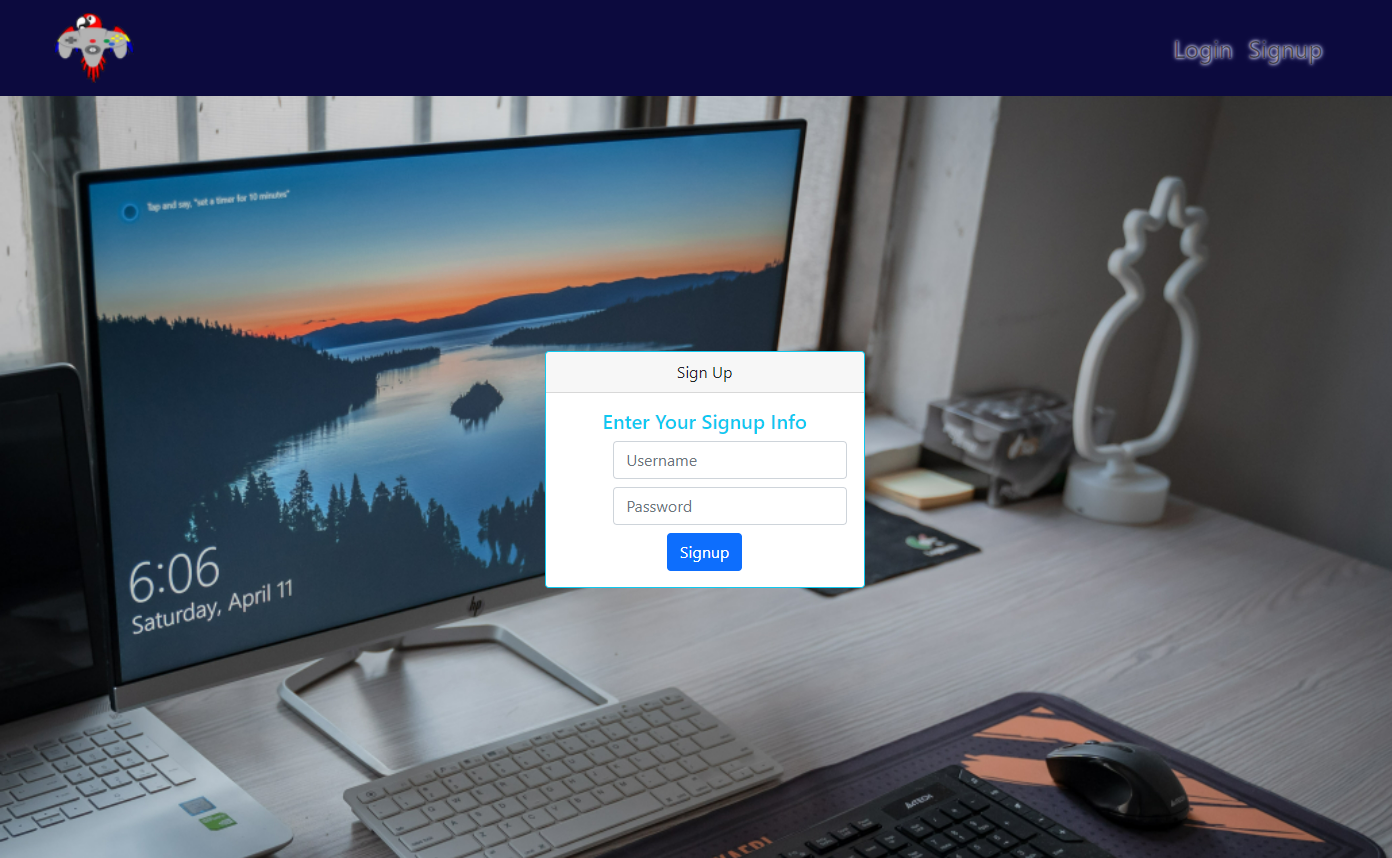 Login Signup
Tap and say, "set a timer for 10 minutes"
Sign Up
Enter Your Signup Info
Username
Password
Signup
6:06
Saturday, April 11
hp
A4TECH